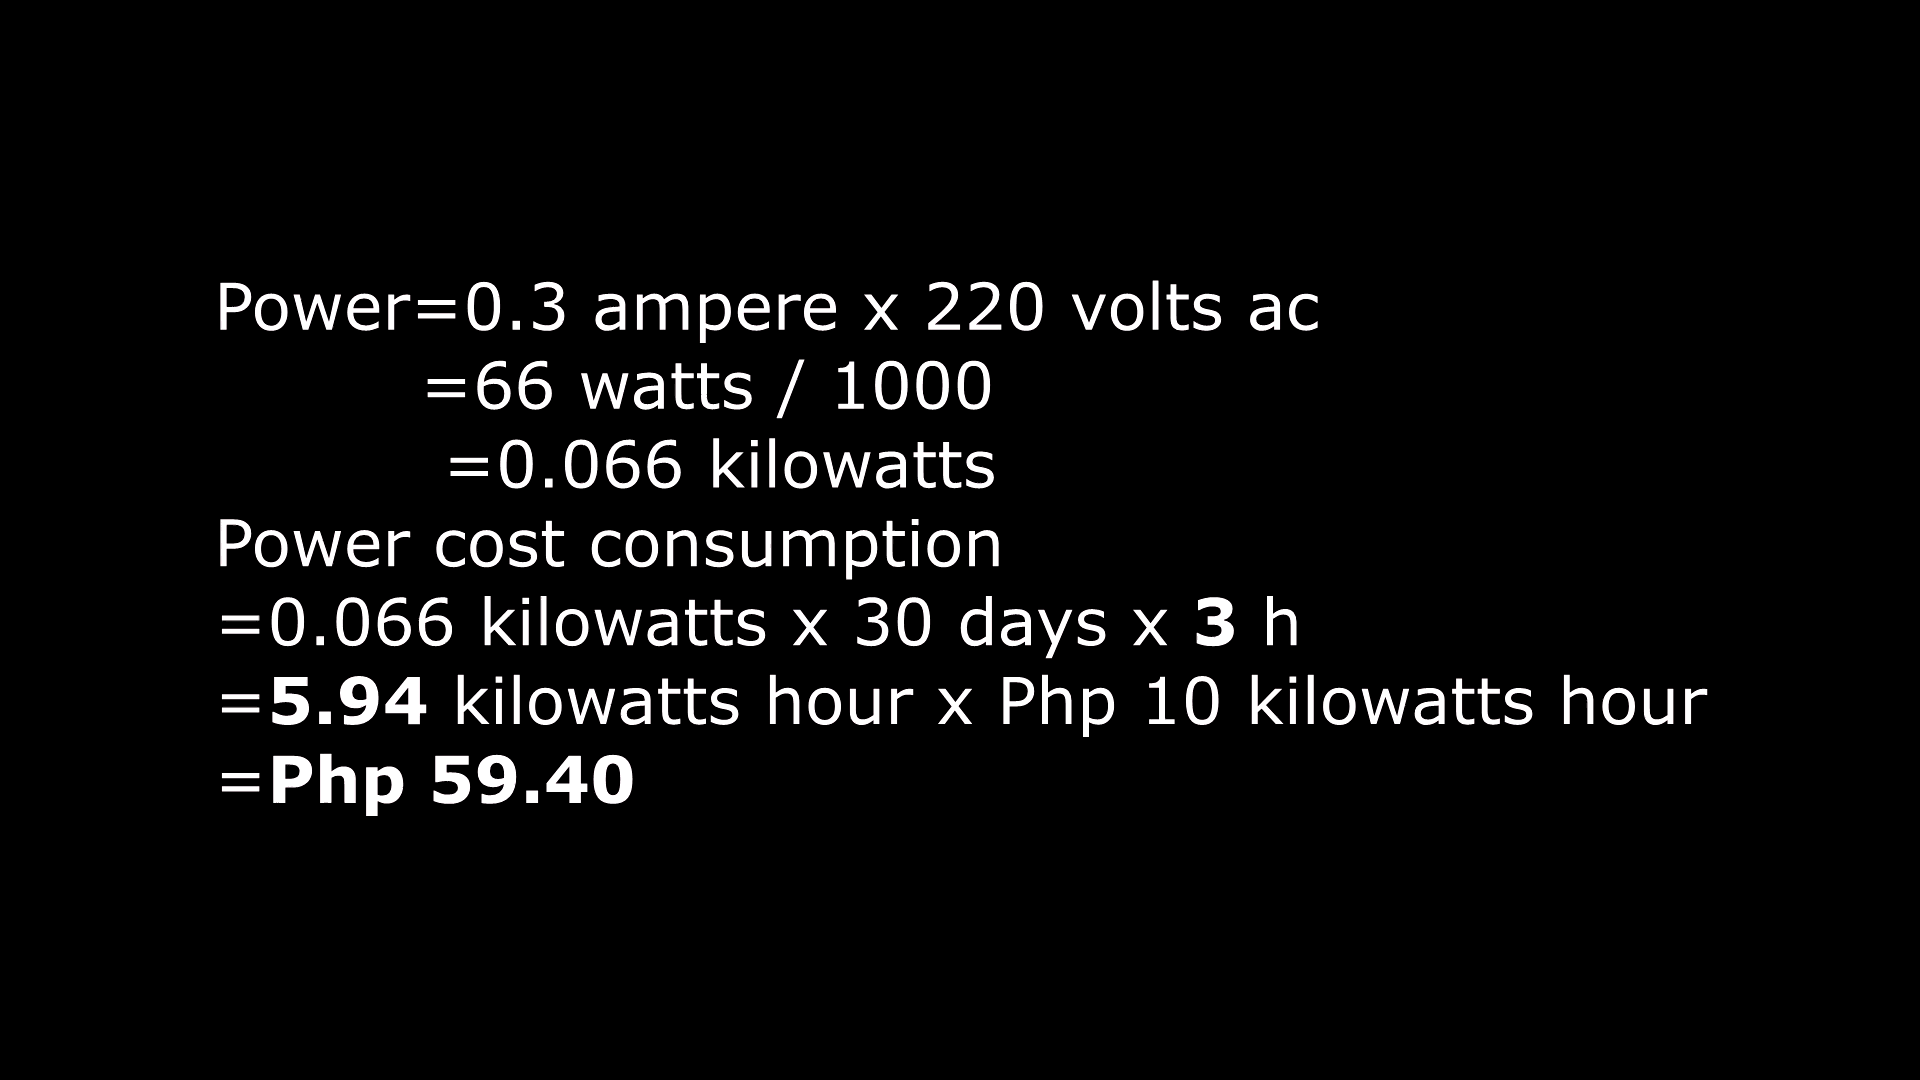 Power=0.3 ampere x 220 volts ac
=66 watts / 1000
=0.066 kilowatts
Power cost consumption
=0.066 kilowatts x 30 days x 3 h
=5.94 kilowatts hour x Php 10 kilowatts hour
=Php 59.40